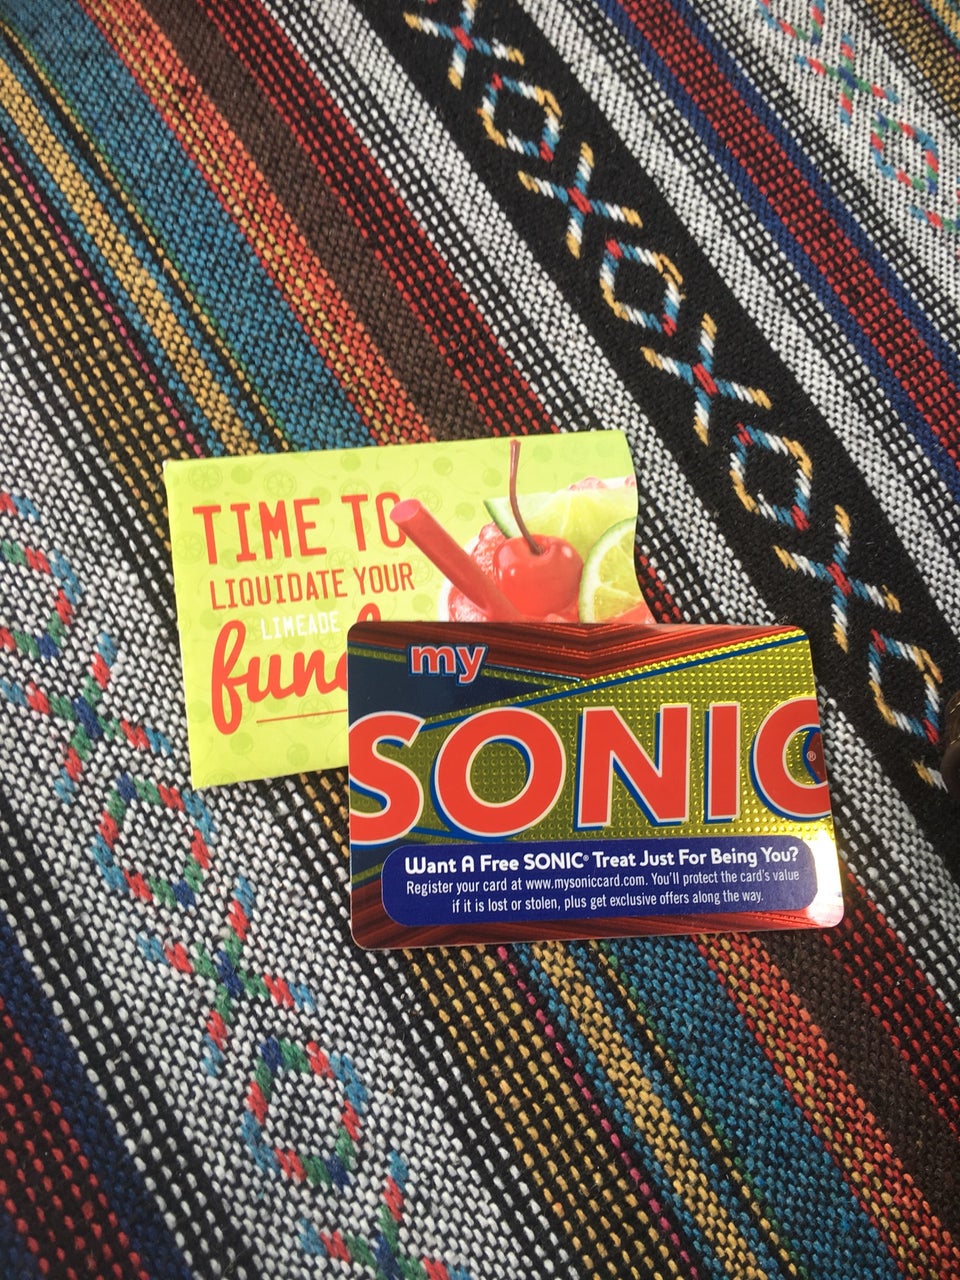 TIME TO
LIQUIDATE YOUR
LIMEADE
my
SONIC
Want A Free SONIC® Treat Just For Being You?
Register your card at www.mysoniccard.com. You'll protect the card's value
if it is lost or stolen, plus get exclusive offers along the way.